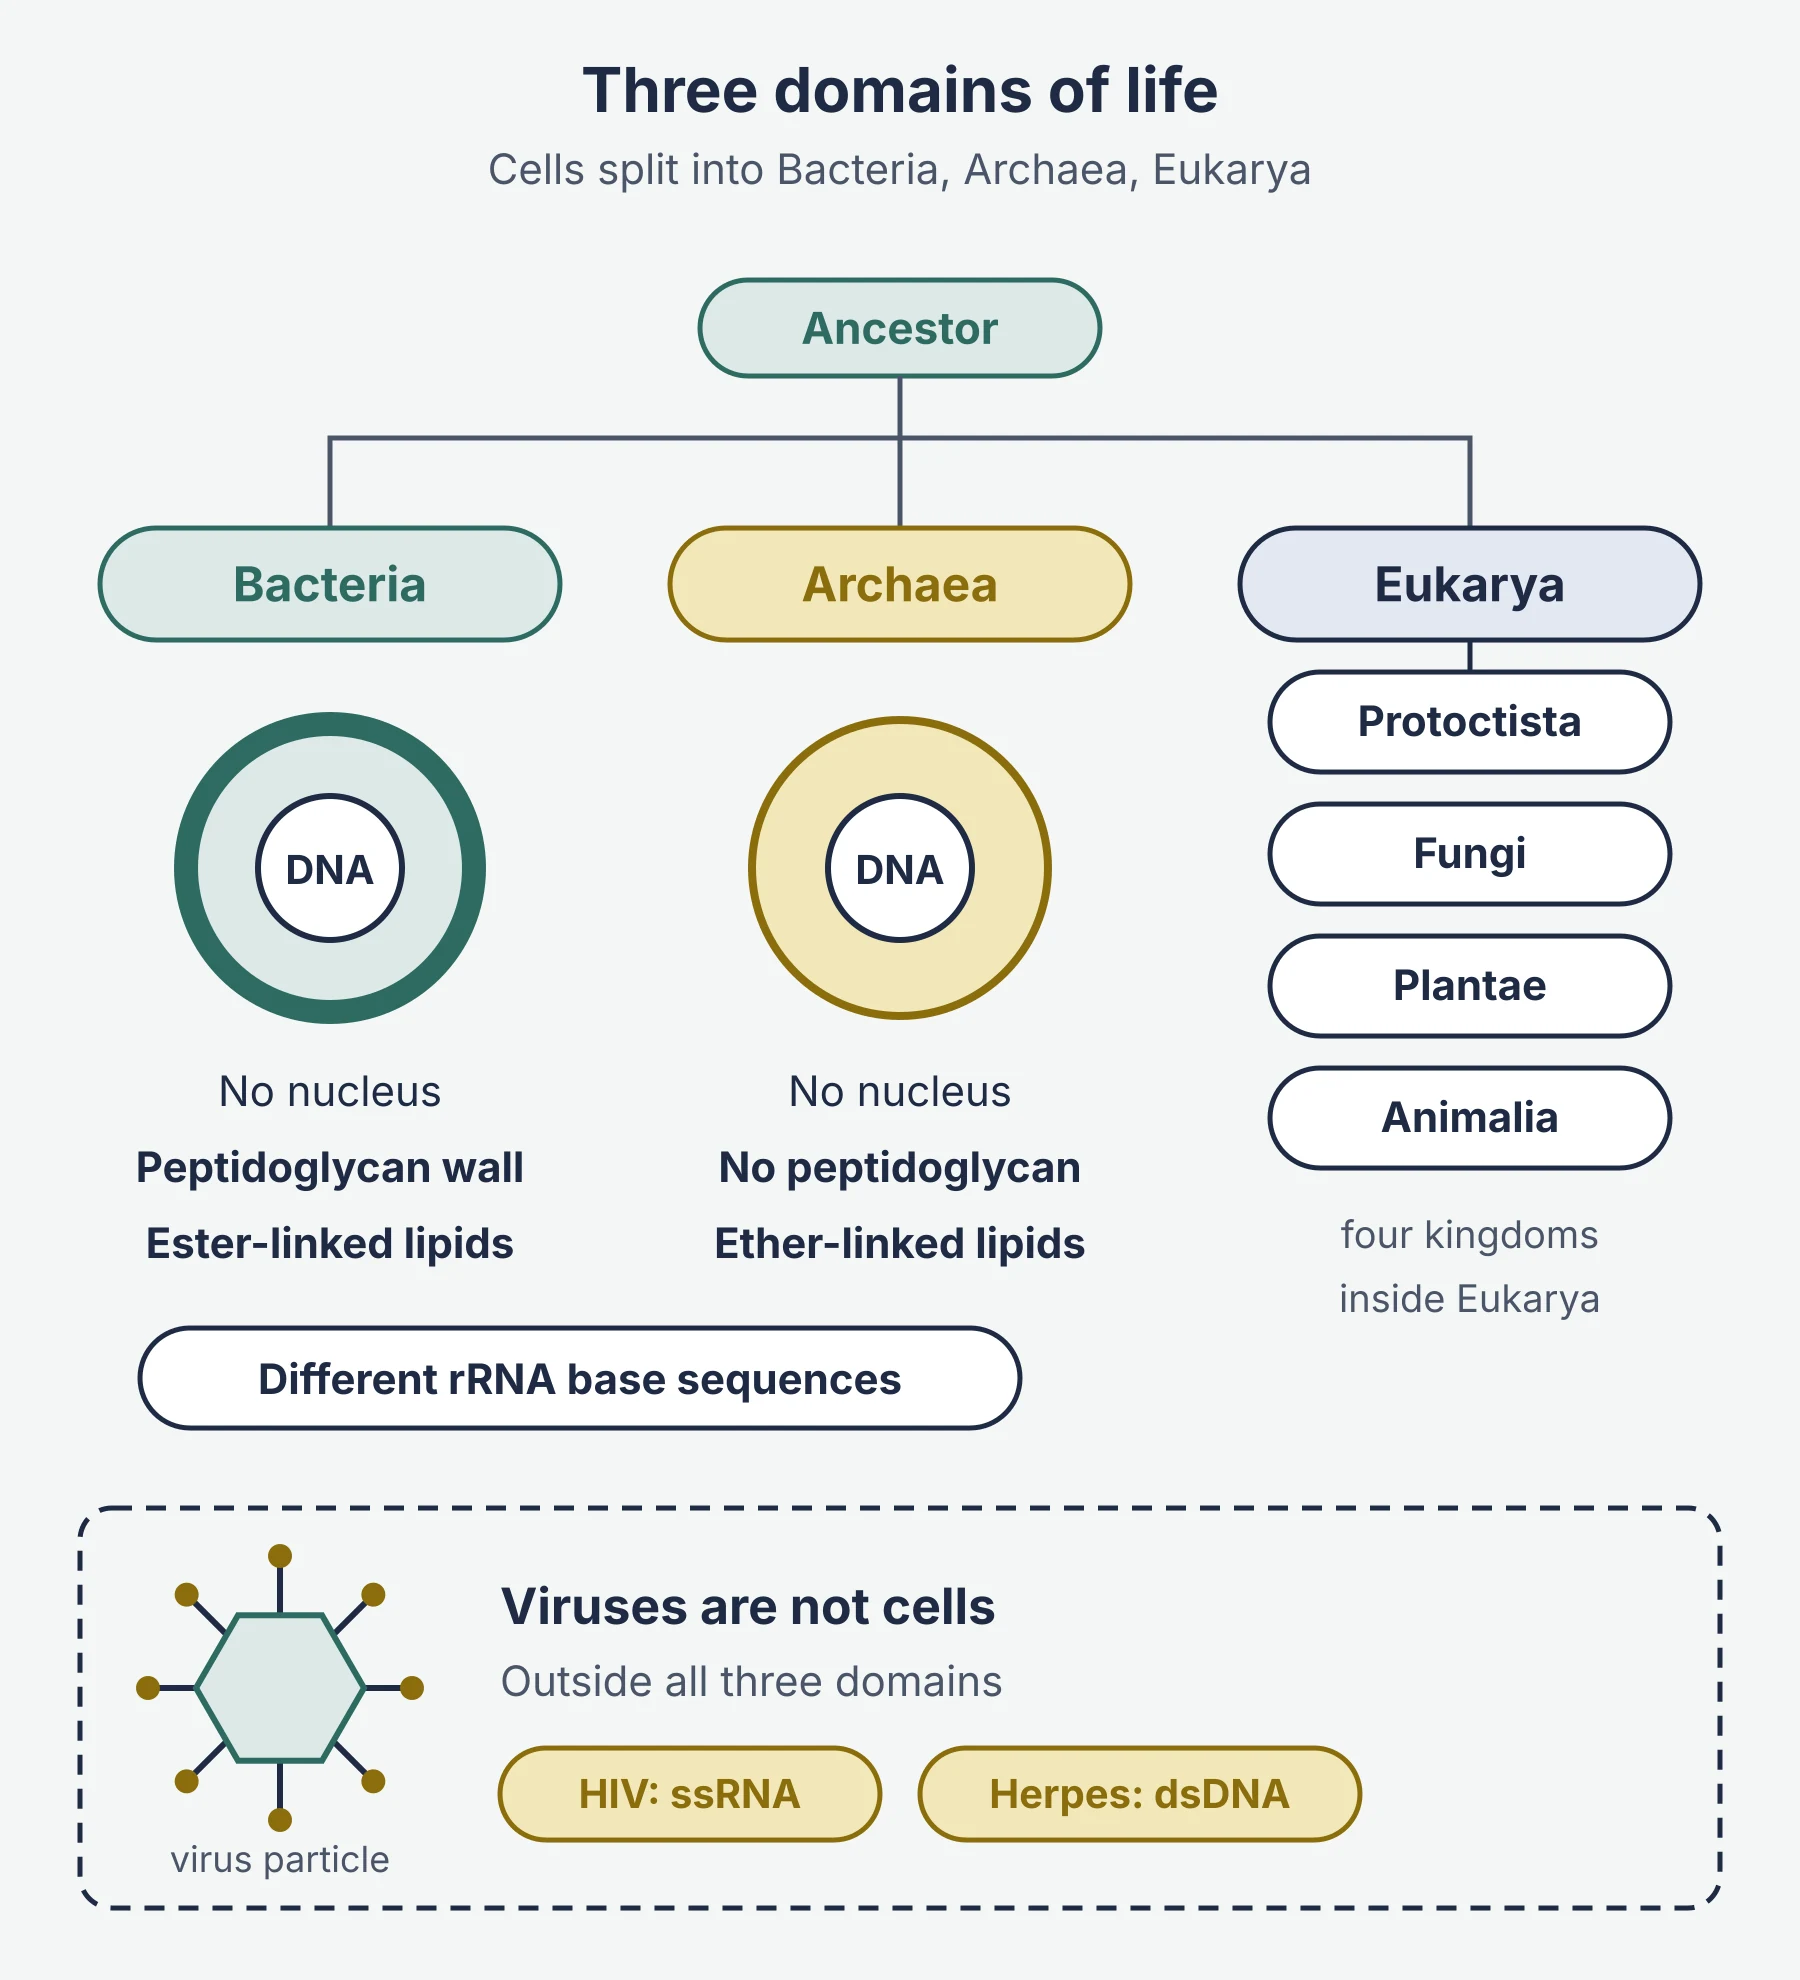 Three domains of life
Cells split into Bacteria, Archaea, Eukarya
Ancestor
Bacteria
Archaea
Eukarya
DNA
No nucleus
Peptidoglycan wall
Ester-linked lipids
DNA
No nucleus
No peptidoglycan
Ether-linked lipids
Different rRNA base sequences
Protoctista
Fungi
Plantae
Animalia
four kingdoms
inside Eukarya
virus particle
Viruses are not cells
Outside all three domains
HIV: ssRNA
Herpes: dsDNA